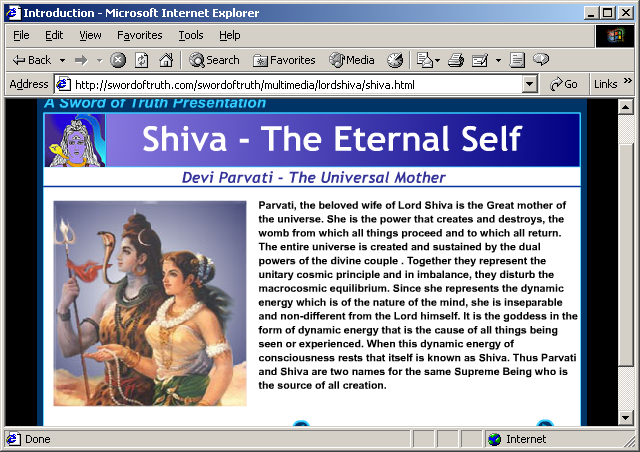 Introduction - Microsoft Internet Explorer
File Edit View Favorites Tools Help
Back Search Favorites Media
Address http://swordoftruth.com/swordoftruth/multimedia/lordshiva/shiva.html Go Links »
A Sword of Truth Presentation
Shiva - The Eternal Self
Devi Parvati - The Universal Mother
Parvati, the beloved wife of Lord Shiva is the Great mother of
the universe. She is the power that creates and destroys, the
womb from which all things proceed and to which all return.
The entire universe is created and sustained by the dual
powers of the divine couple . Together they represent the
unitary cosmic principle and in imbalance, they disturb the
macrocosmic equilibrium. Since she represents the dynamic
energy which is of the nature of the mind, she is inseparable
and non-different from the Lord himself. It is the goddess in the
form of dynamic energy that is the cause of all things being
seen or experienced. When this dynamic energy of
consciousness rests that itself is known as Shiva. Thus Parvati
and Shiva are two names for the same Supreme Being who is
the source of all creation.
Done Internet